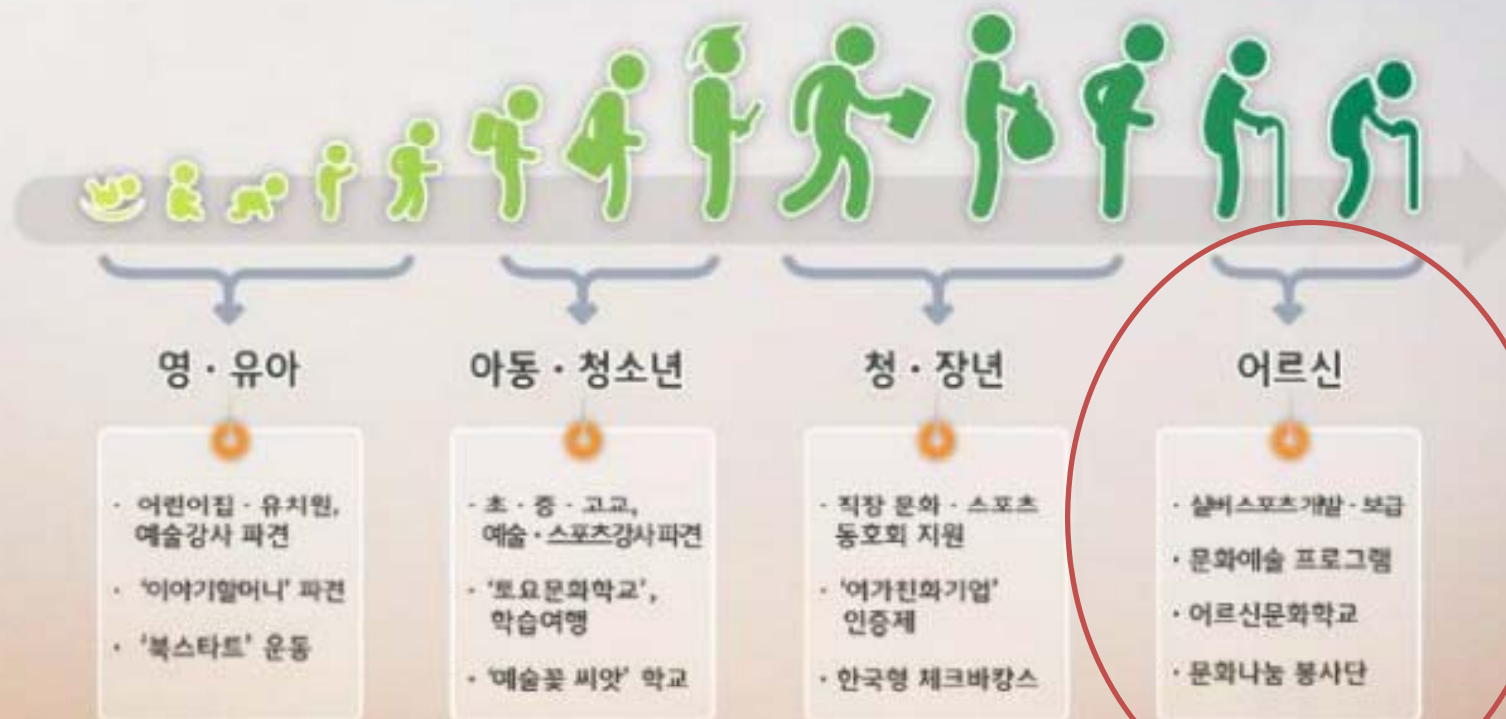 영 · 유아
· 어린이집 · 유치원,
예술강사 파견
· '이야기할머니' 파견
· '북스타트' 운동
아동 · 청소년
· 초 · 중 · 고교,
예술 · 스포츠강사파견
· '토요문화학교',
학습여행
· '예술꽃 씨앗' 학교
청 · 장년
· 직장 문화 · 스포츠
동호회 지원
· '여가친화기업'
인증제
· 한국형 체크바캉스
어르신
· 실버스포츠개발 · 보급
· 문화예술 프로그램
· 어르신문화학교
· 문화나눔 봉사단